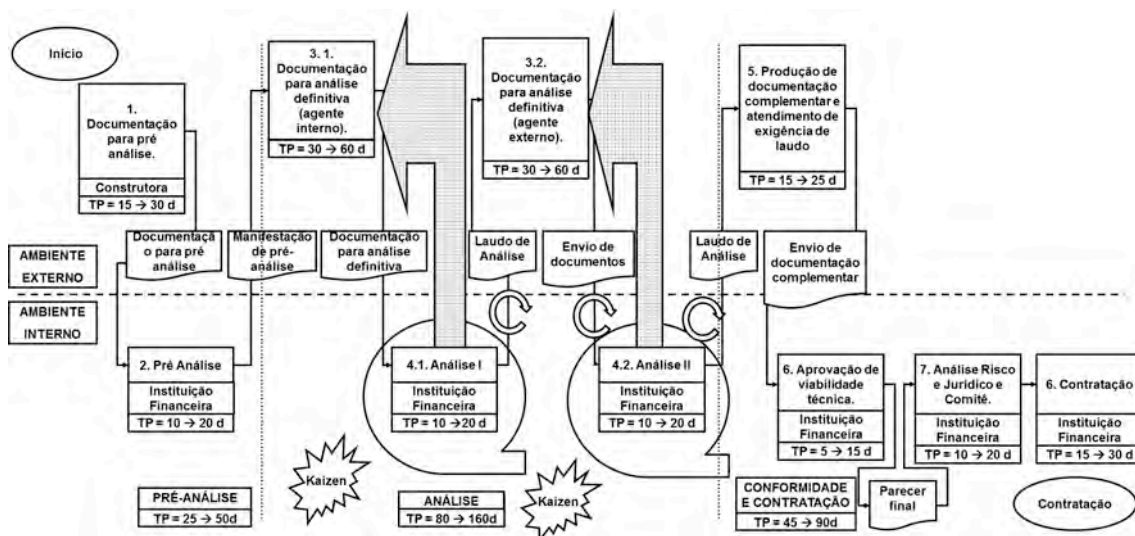 Início
1.
Documentação
para pré
análise.
Construtora
TP = 15 → 30 d
3. 1.
Documentação
para análise
definitiva
(agente
interno).
TP = 30 → 60 d
3.2.
Documentação
para análise
definitiva
(agente
externo).
TP = 30 → 60 d
5. Produção de
documentação
complementar e
atendimento de
exigência de
laudo
TP = 15 → 25 d
AMBIENTE
EXTERNO
Documentaçã
o para pré
análise
Manifestação
de pré-
análise
Documentação
para análise
definitiva
Laudo de
Análise
Envio de
documentos
Laudo de
Análise
Envio de
documentação
complementar
AMBIENTE
INTERNO
2. Pré Análise
Instituição
Financeira
TP = 10 → 20 d
4.1. Análise I
Instituição
Financeira
TP = 10 →20 d
4.2. Análise II
Instituição
Financeira
TP = 10 → 20 d
6. Aprovação de
viabilidade
técnica.
Instituição
Financeira
TP = 5 → 15 d
7. Análise Risco
e Jurídico e
Comitê.
Instituição
Financeira
TP = 10 → 20 d
6. Contratação
Instituição
Financeira
TP = 15 → 30 d
Kaizen
Kaizen
PRÉ-ANÁLISE
TP = 25 → 50d
ANÁLISE
TP = 80 → 160d
CONFORMIDADE
E CONTRATAÇÃO
TP = 45 → 90d
Parecer
final
Contratação